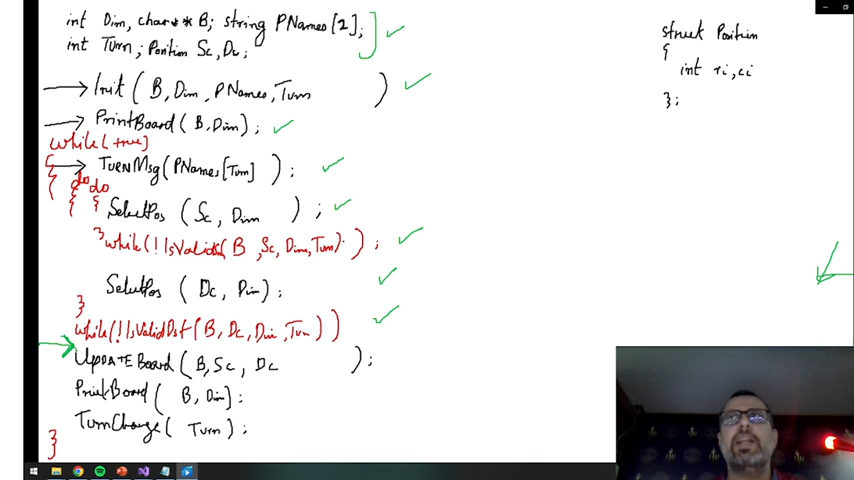 int Dim, char** B; string PNames[2];
int Turn; Position Sc, Dc;
Init( B, Dim, PNames, Turn )
PrintBoard( B, Dim);
while(true)
{
TURNMsg(PNames[Turn] );
{ do
{ do
{ SelectPos (Sc, Dim );
}while(!IsValidSc( B ,Sc, Dim, Turn) );
SelectPos ( Dc, Dim);
}
while(!IsValidDst( B, Dc, Dim, Turn ))
UPDATEBoard( B, Sc, Dc );
PrintBoard( B, Dim);
TurnChange( Turn );
}
struct Position
{
int ri, ci
};